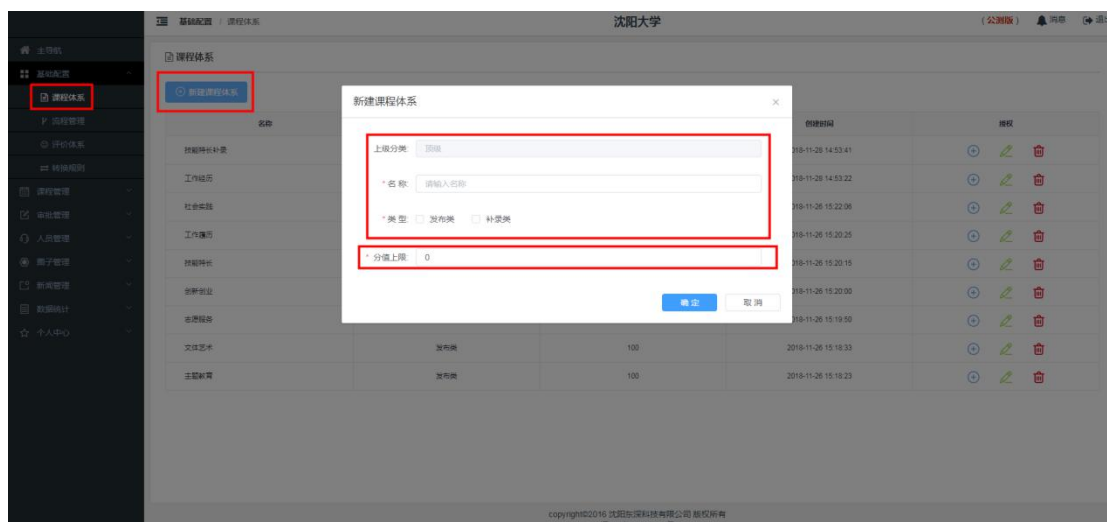 基础配置 / 课程体系
沈阳大学
(公测版)
消息
主导航
基础配置
课程体系
流程管理
评价体系
转换规则
课程管理
审批管理
人员管理
圈子管理
新闻管理
数据统计
个人中心
课程体系
新建课程体系
名称 创建时间 授权
技能特长补录 2018-11-28 14:53:41
工作经历 2018-11-28 14:53:22
社会实践 2018-11-26 15:22:06
工作履历 2018-11-26 15:20:25
技能特长 2018-11-26 15:20:15
创新创业 2018-11-26 15:20:00
志愿服务 2018-11-26 15:19:50
文体艺术 发布类 100 2018-11-26 15:18:33
主题教育 发布类 100 2018-11-26 15:18:23
新建课程体系
上级分类: 顶级
* 名 称: 请输入名称
* 类 型: 发布类 补录类
* 分值上限: 0
确 定 取 消
copyright©2016 沈阳东深科技有限公司 版权所有